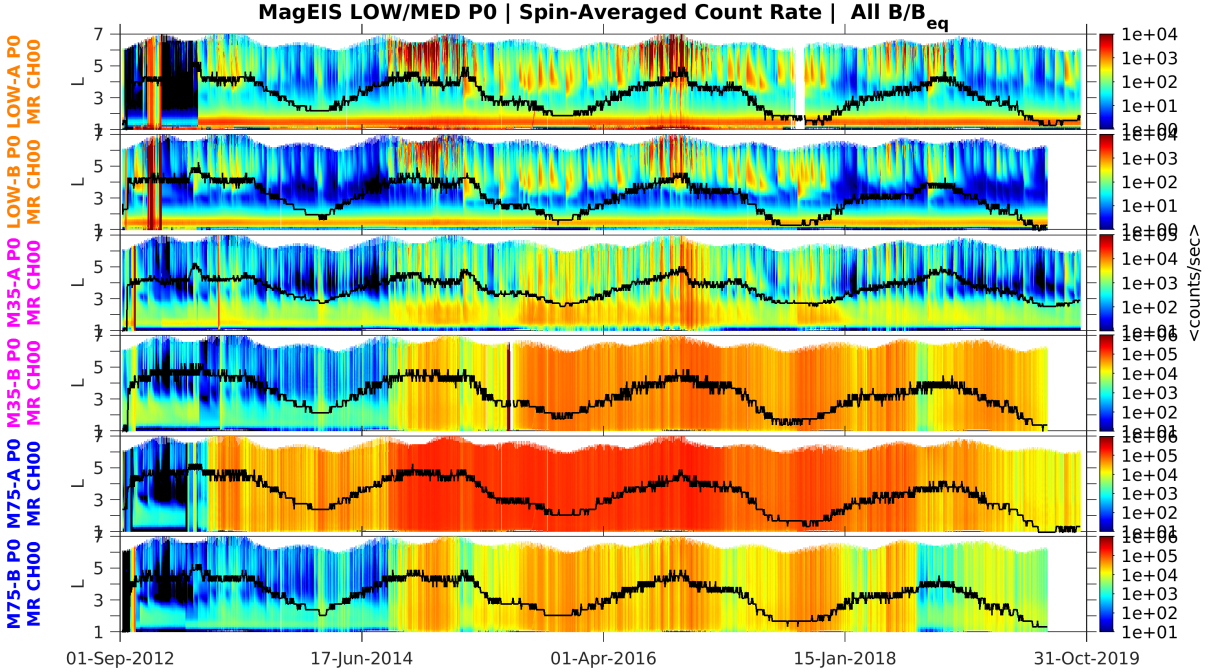 MagEIS LOW/MED P0 | Spin-Averaged Count Rate | All B/Beq
LOW-A P0
MR CH00
L
7
5
3
1
1e+04
1e+03
1e+02
1e+01
1e+00
LOW-B P0
MR CH00
L
7
5
3
1
1e+04
1e+03
1e+02
1e+01
1e+00
M35-A P0
MR CH00
L
7
5
3
1
1e+05
1e+04
1e+03
1e+02
1e+01
M35-B P0
MR CH00
L
7
5
3
1
1e+06
1e+05
1e+04
1e+03
1e+02
1e+01
M75-A P0
MR CH00
L
7
5
3
1
1e+06
1e+05
1e+04
1e+03
1e+02
1e+01
M75-B P0
MR CH00
L
7
5
3
1
1e+06
1e+05
1e+04
1e+03
1e+02
1e+01
<counts/sec>
01-Sep-2012
17-Jun-2014
01-Apr-2016
15-Jan-2018
31-Oct-2019